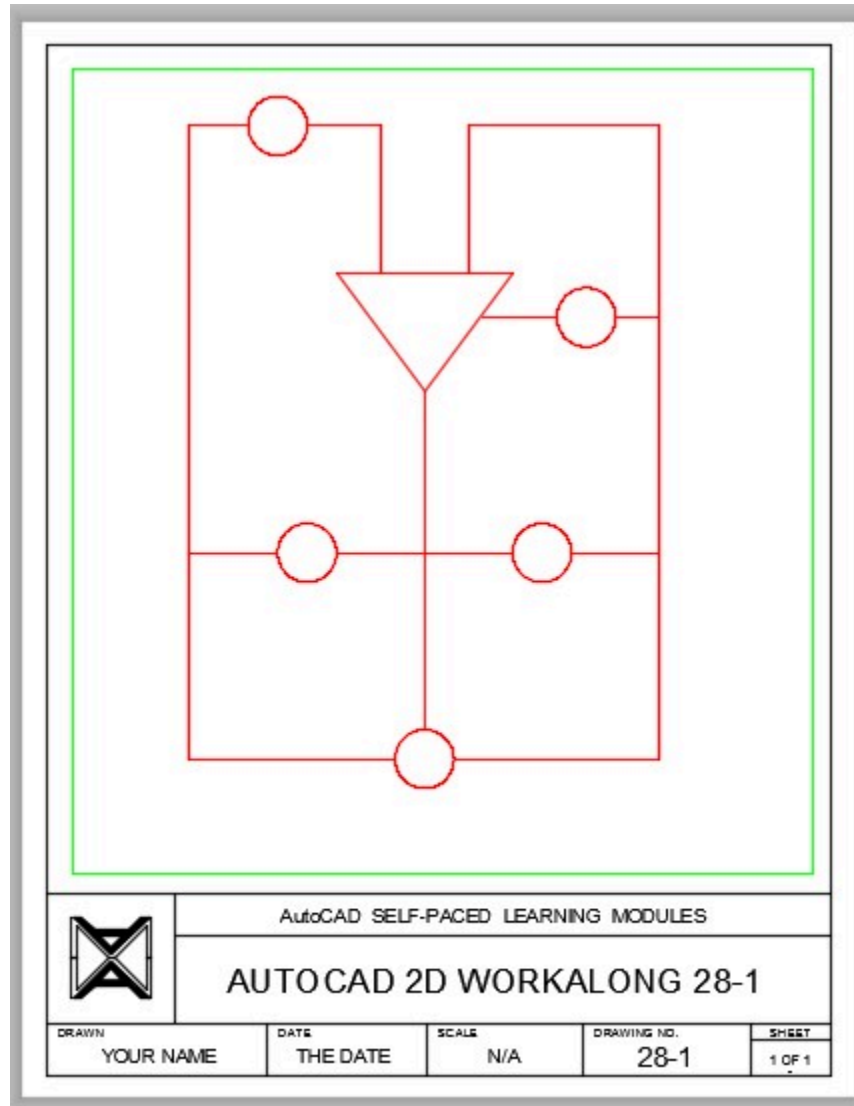 AutoCAD SELF-PACED LEARNING MODULES
AUTOCAD 2D WORKALONG 28-1
DRAWN
YOUR NAME
DATE
THE DATE
SCALE
N/A
DRAWING NO.
28-1
SHEET
1 OF 1